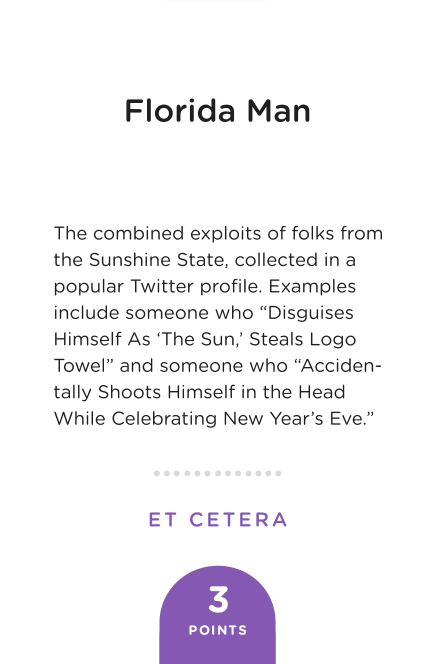 Florida Man
The combined exploits of folks from
the Sunshine State, collected in a
popular Twitter profile. Examples
include someone who “Disguises
Himself As ‘The Sun,’ Steals Logo
Towel” and someone who “Acciden-
tally Shoots Himself in the Head
While Celebrating New Year’s Eve.”
ET CETERA
3
POINTS